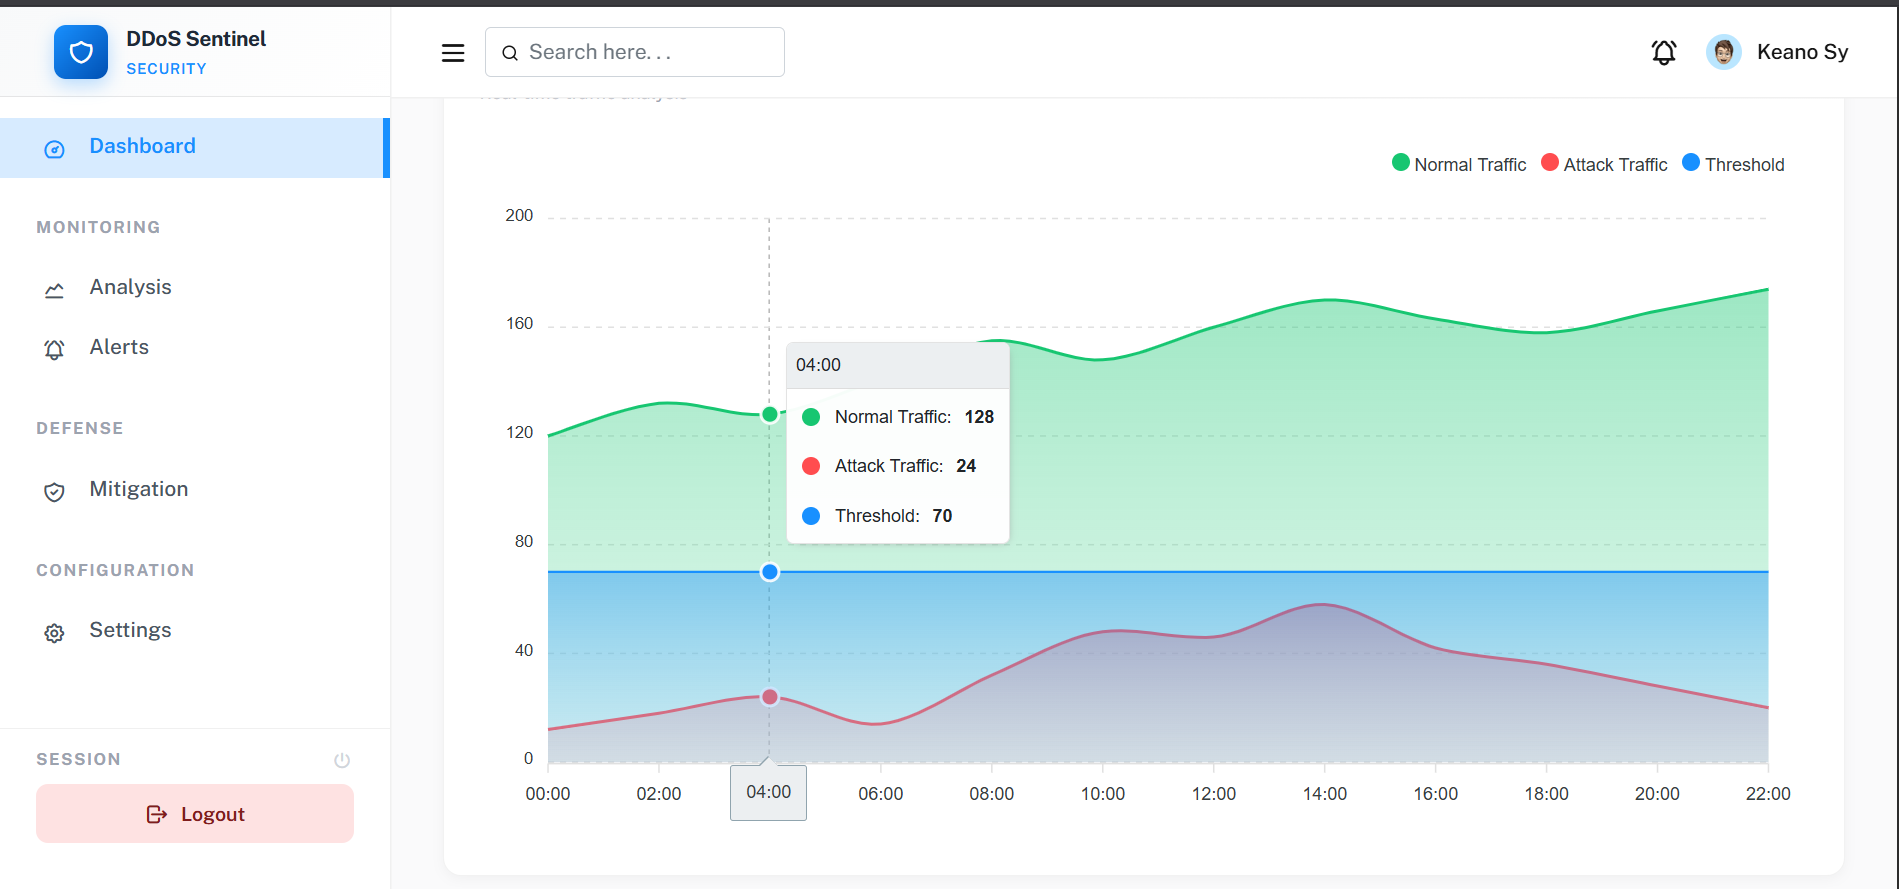 DDoS Sentinel
SECURITY
Search here. . .
Keano Sy
Dashboard
MONITORING
Analysis
Alerts
DEFENSE
Mitigation
CONFIGURATION
Settings
SESSION
Logout
Normal Traffic Attack Traffic Threshold
200
160
120
80
40
0
04:00
Normal Traffic: 128
Attack Traffic: 24
Threshold: 70
00:00 02:00 04:00 06:00 08:00 10:00 12:00 14:00 16:00 18:00 20:00 22:00